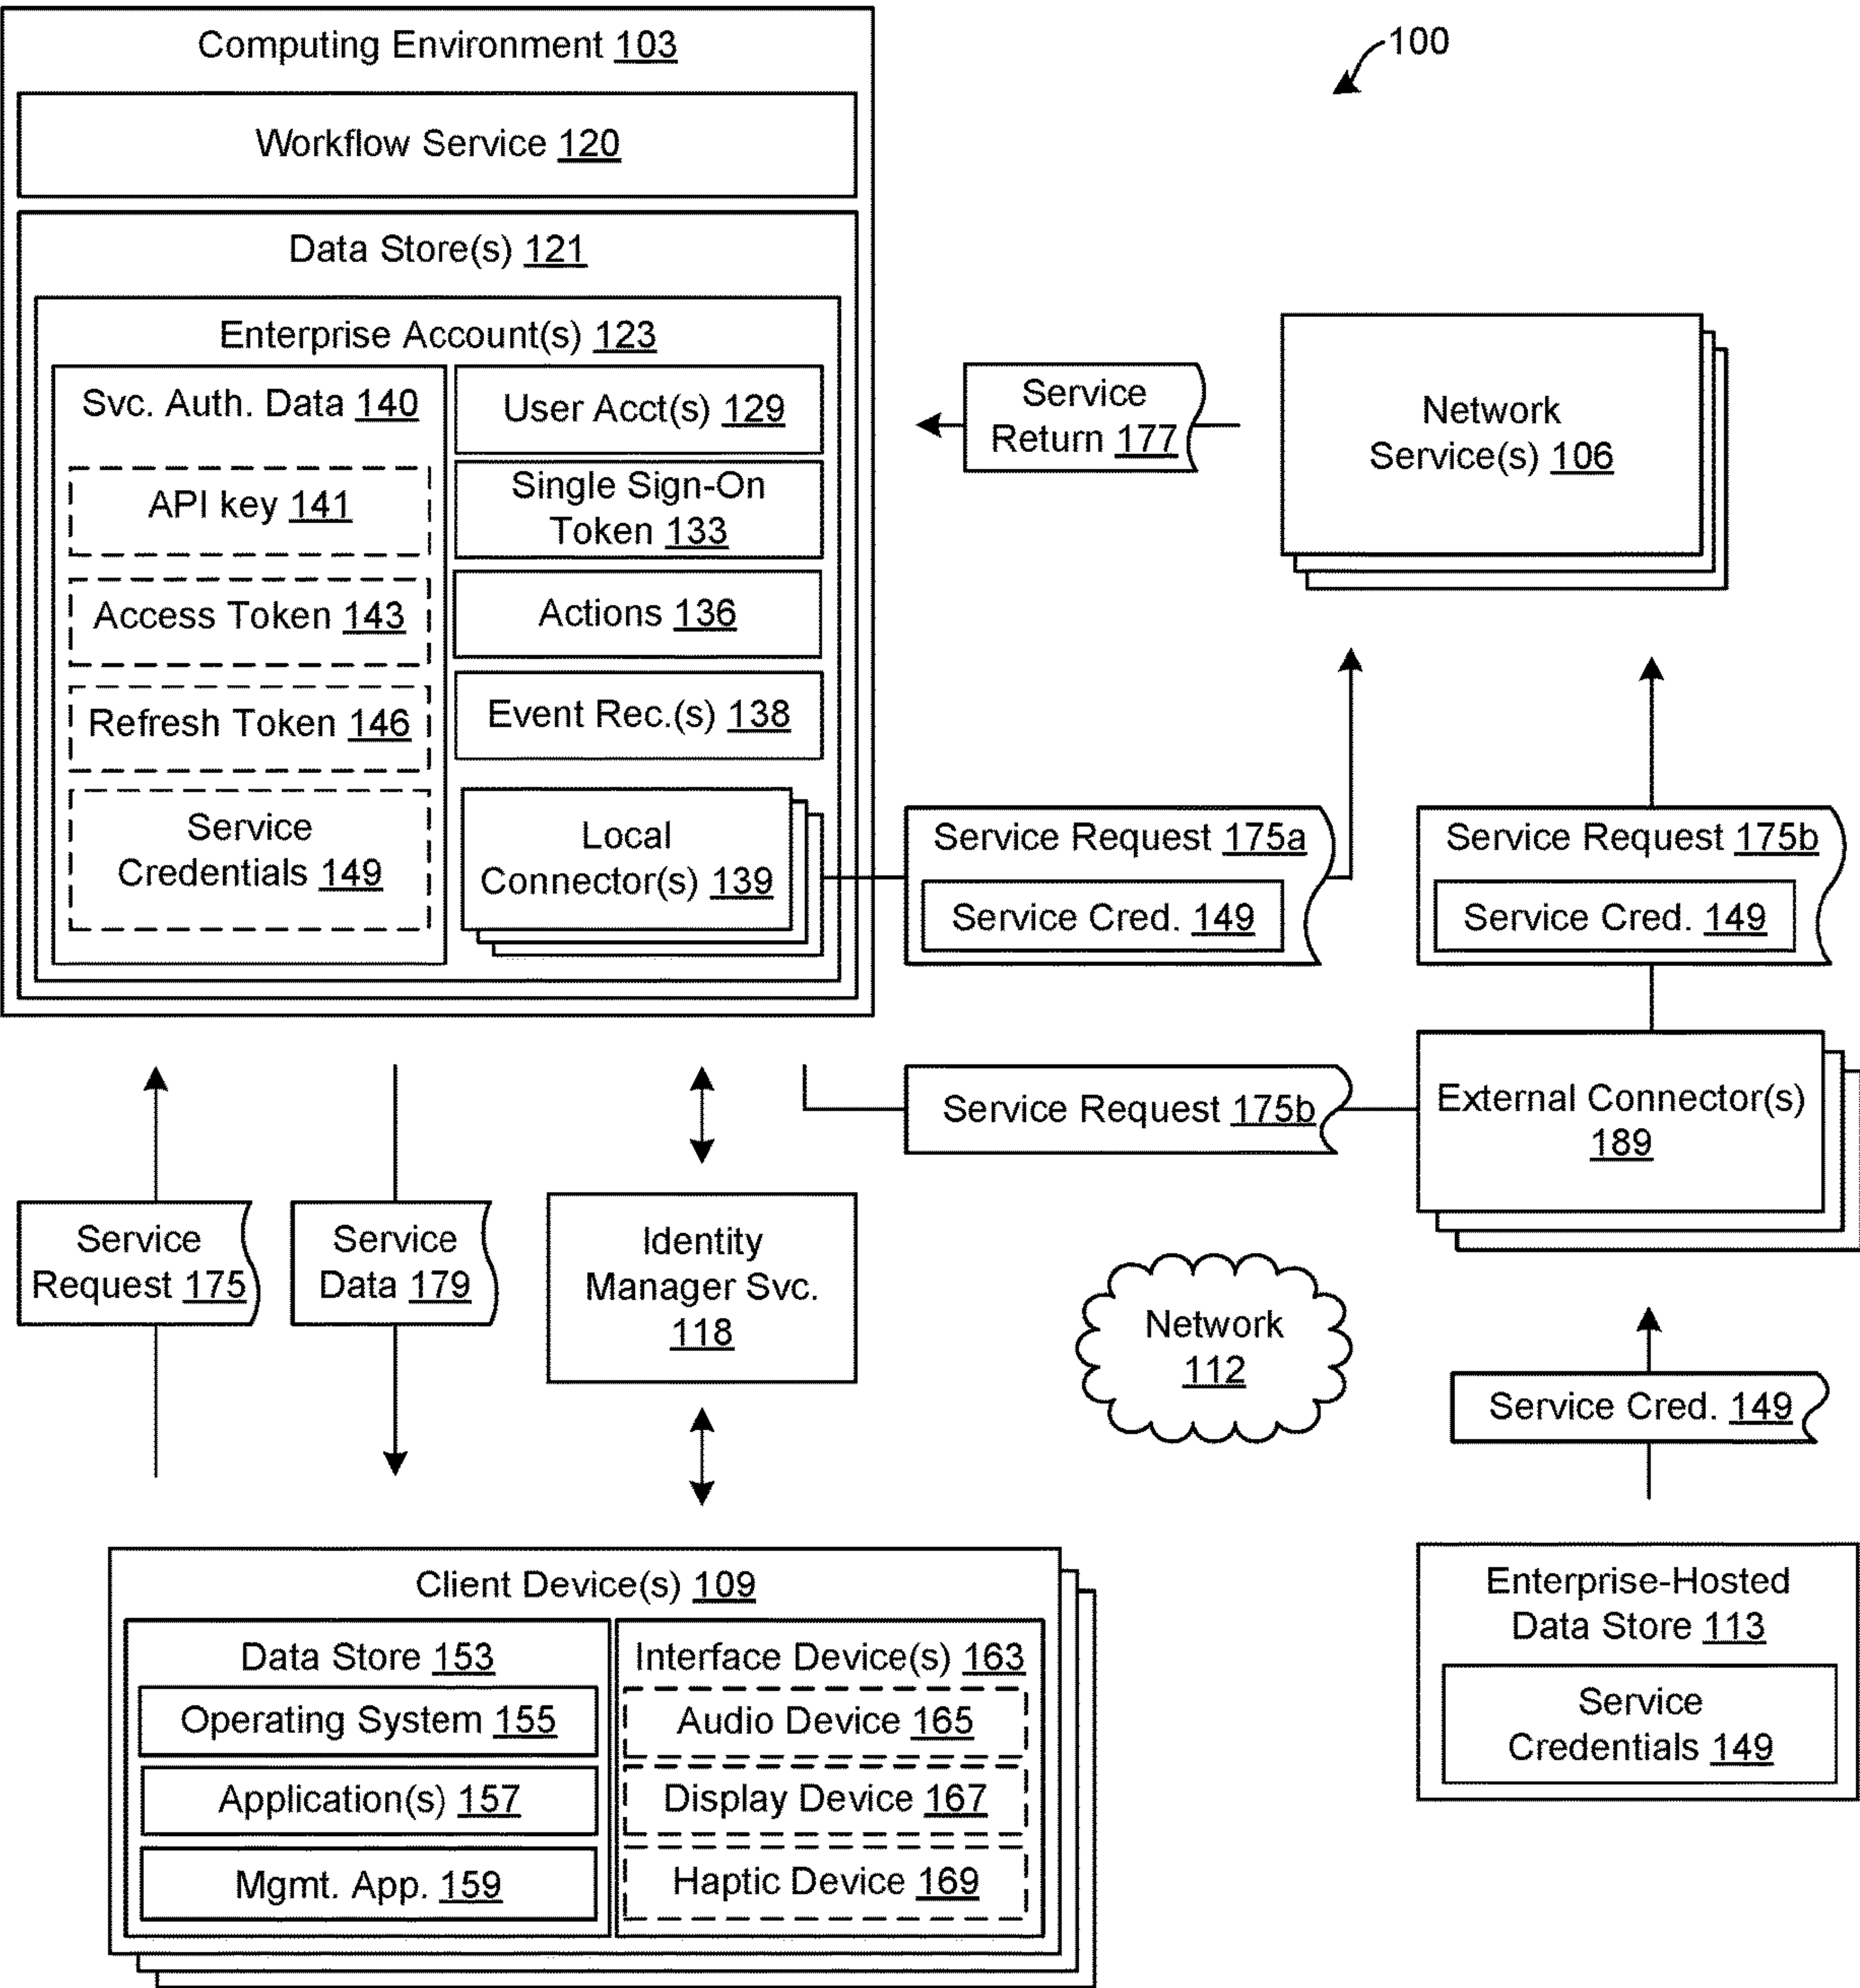 Computing Environment 103
100
Workflow Service 120
Data Store(s) 121
Enterprise Account(s) 123
Svc. Auth. Data 140
API key 141
Access Token 143
Refresh Token 146
Service
Credentials 149
User Acct(s) 129
Single Sign-On
Token 133
Actions 136
Event Rec.(s) 138
Local
Connector(s) 139
Service
Return 177
Network
Service(s) 106
Service Request 175a
Service Cred. 149
Service Request 175b
Service Cred. 149
Service Request 175b
External Connector(s)
189
Service
Request 175
Service
Data 179
Identity
Manager Svc.
118
Network
112
Service Cred. 149
Client Device(s) 109
Data Store 153
Operating System 155
Application(s) 157
Mgmt. App. 159
Interface Device(s) 163
Audio Device 165
Display Device 167
Haptic Device 169
Enterprise-Hosted
Data Store 113
Service
Credentials 149